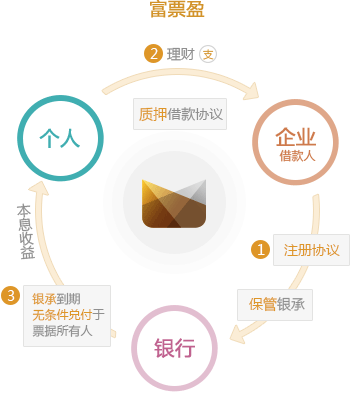 富票盈
2 理财 支
个人
质押借款协议
企业
借款人
本息收益
1 注册协议
3 银承到期
无条件兑付于
票据所有人
保管银承
银行